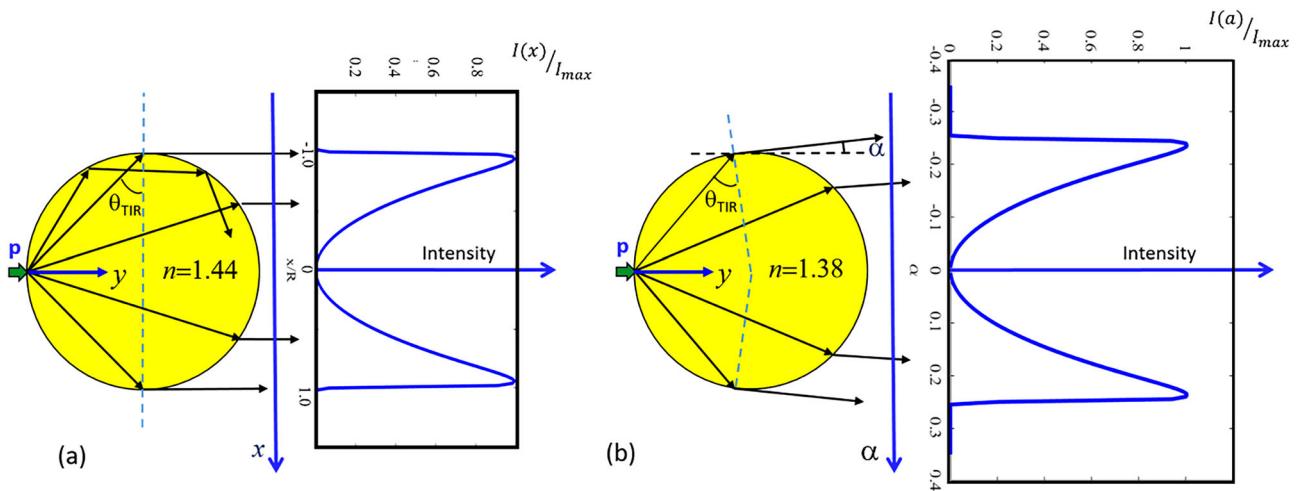 I(x)/I_max
0.2
0.4
0.6
0.8
-1.0
0
1.0
x/R
Intensity
θTIR
p
y
n=1.44
x
(a)
I(a)/I_max
0
0.2
0.4
0.6
0.8
1
-0.4
-0.3
-0.2
-0.1
0
0.1
0.2
0.3
0.4
α
Intensity
α
θTIR
p
y
n=1.38
α
(b)